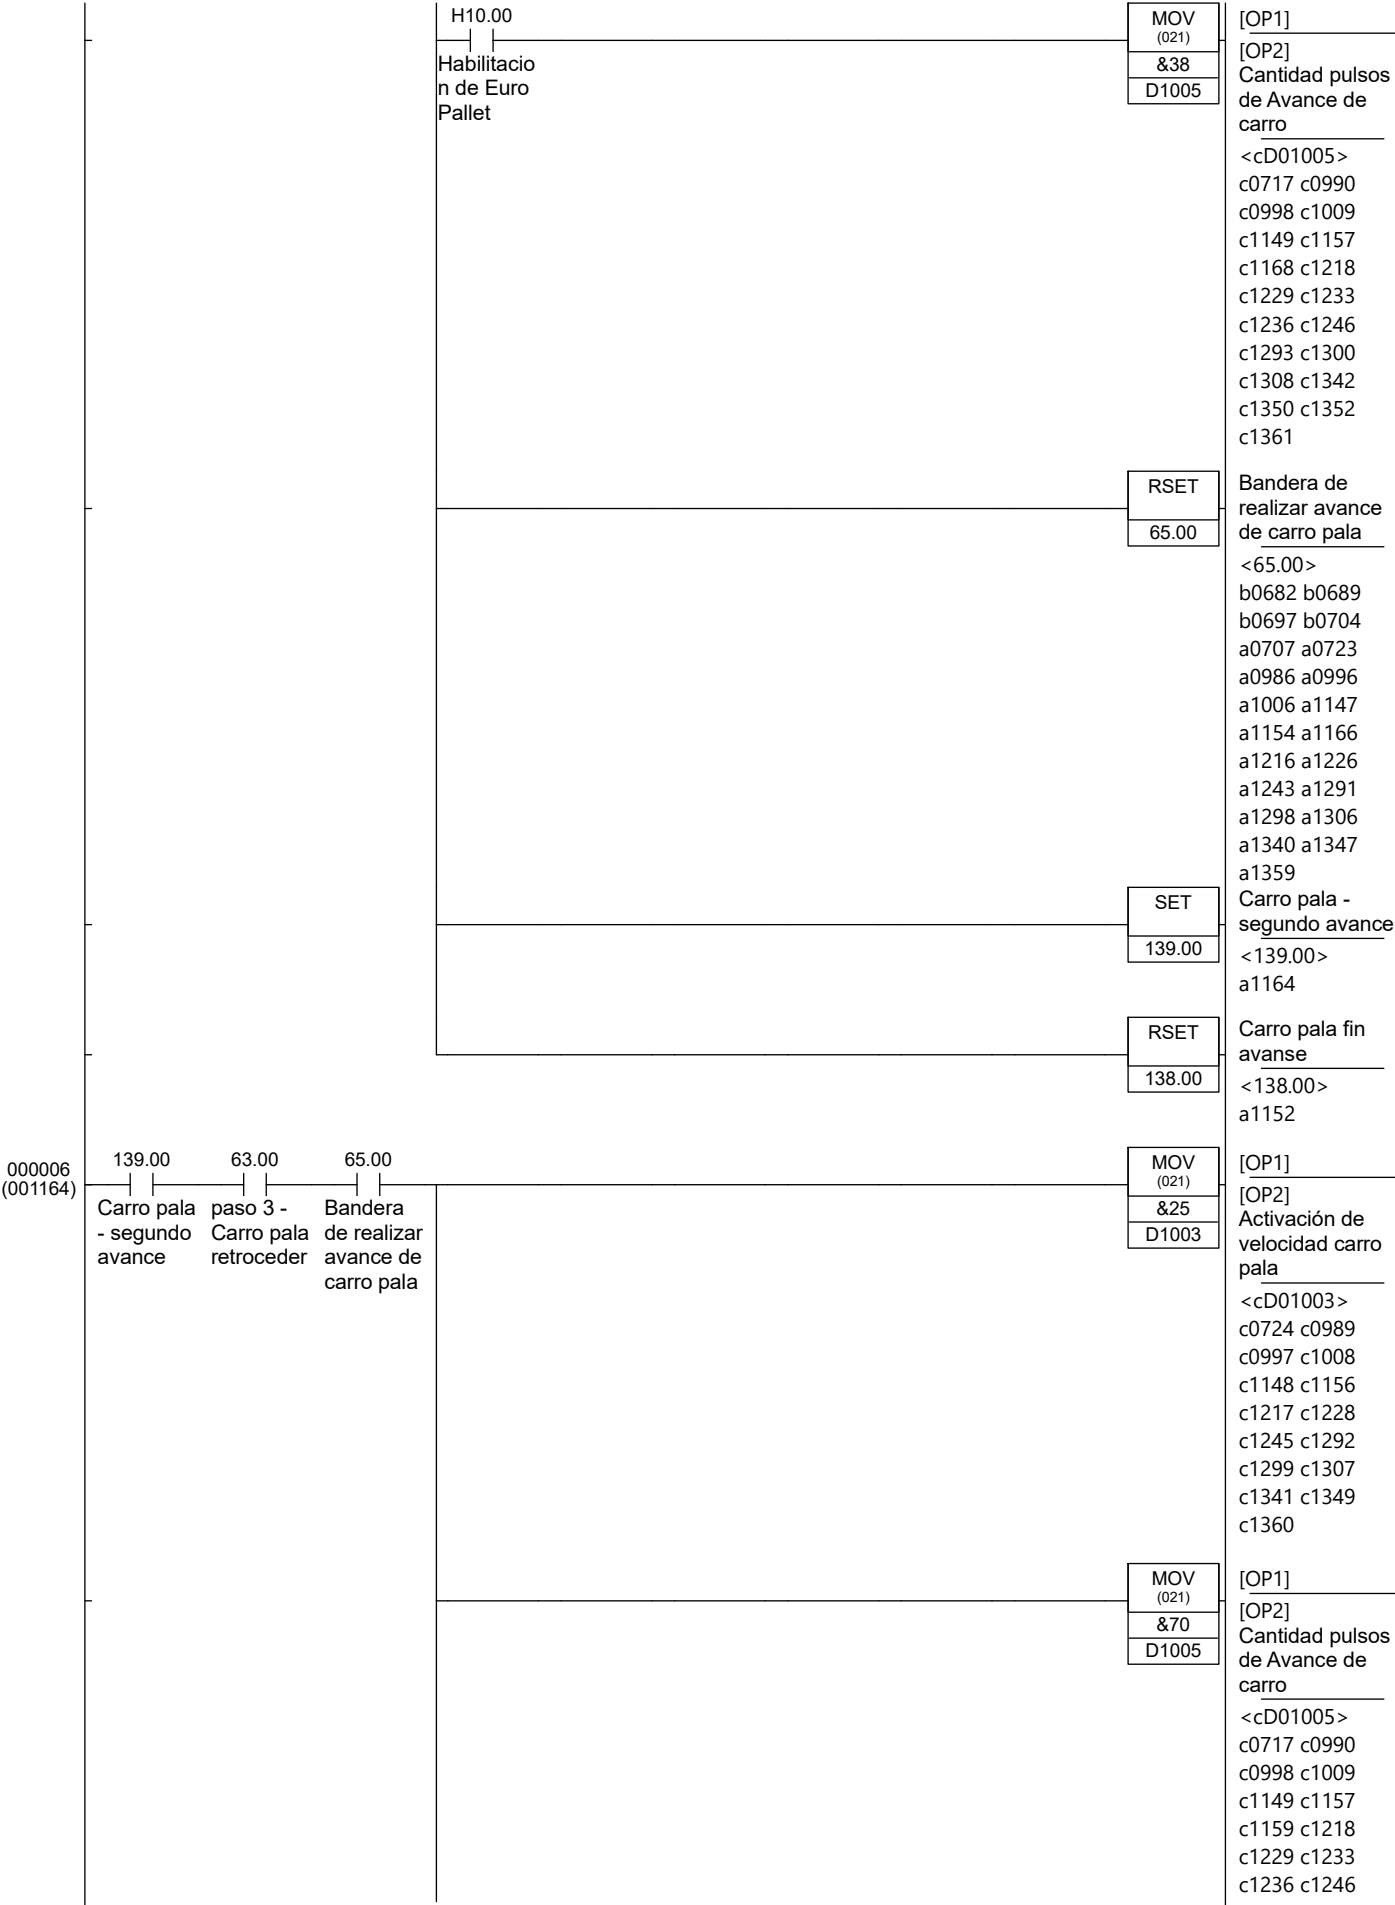 H10.00
Habilitacio
n de Euro
Pallet
MOV
(021)
&38
D1005
[OP1]
[OP2]
Cantidad pulsos
de Avance de
carro
<cD01005>
c0717 c0990
c0998 c1009
c1149 c1157
c1168 c1218
c1229 c1233
c1236 c1246
c1293 c1300
c1308 c1342
c1350 c1352
c1361
RSET
65.00
Bandera de
realizar avance
de carro pala
<65.00>
b0682 b0689
b0697 b0704
a0707 a0723
a0986 a0996
a1006 a1147
a1154 a1166
a1216 a1226
a1243 a1291
a1298 a1306
a1340 a1347
a1359
SET
139.00
Carro pala -
segundo avance
<139.00>
a1164
RSET
138.00
Carro pala fin
avanse
<138.00>
a1152
000006
(001164)
139.00
Carro pala
- segundo
avance
63.00
paso 3 -
Carro pala
retroceder
65.00
Bandera
de realizar
avance de
carro pala
MOV
(021)
&25
D1003
[OP1]
[OP2]
Activación de
velocidad carro
pala
<cD01003>
c0724 c0989
c0997 c1008
c1148 c1156
c1217 c1228
c1245 c1292
c1299 c1307
c1341 c1349
c1360
MOV
(021)
&70
D1005
[OP1]
[OP2]
Cantidad pulsos
de Avance de
carro
<cD01005>
c0717 c0990
c0998 c1009
c1149 c1157
c1159 c1218
c1229 c1233
c1236 c1246